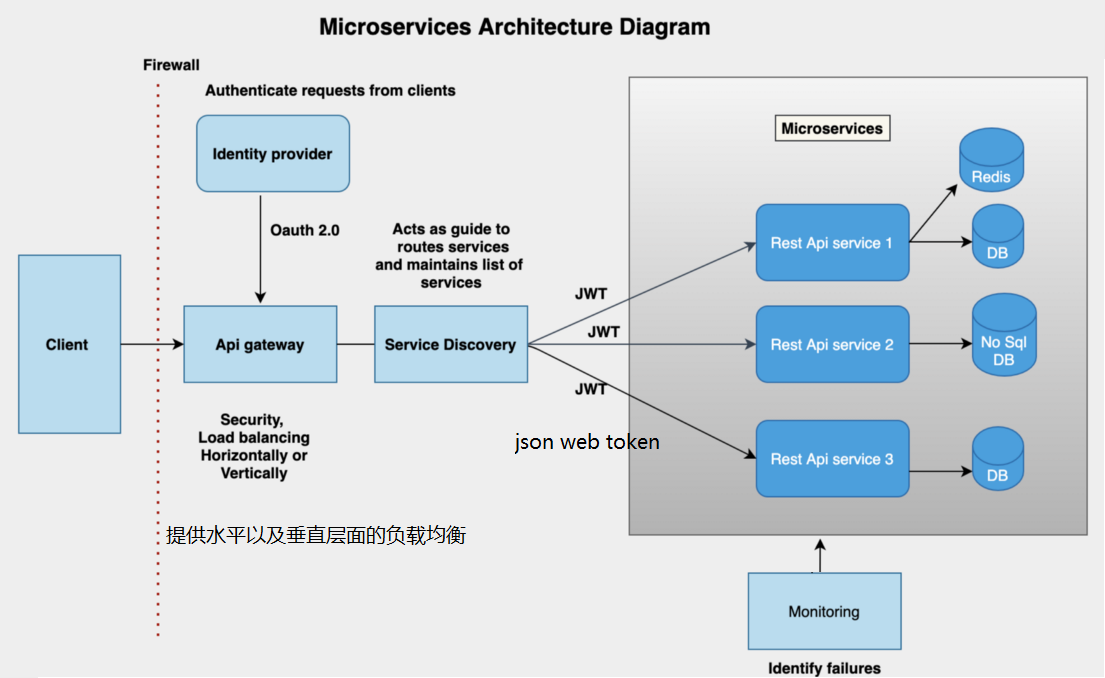 Microservices Architecture Diagram
Firewall
Authenticate requests from clients
Identity provider
Oauth 2.0
Acts as guide to
routes services
and maintains list of
services
Client
Api gateway
Service Discovery
Security,
Load balancing
Horizontally or
Vertically
提供水平以及垂直层面的负载均衡
JWT
JWT
JWT
json web token
Microservices
Rest Api service 1
Redis
DB
Rest Api service 2
No Sql
DB
Rest Api service 3
DB
Monitoring
Identify failures